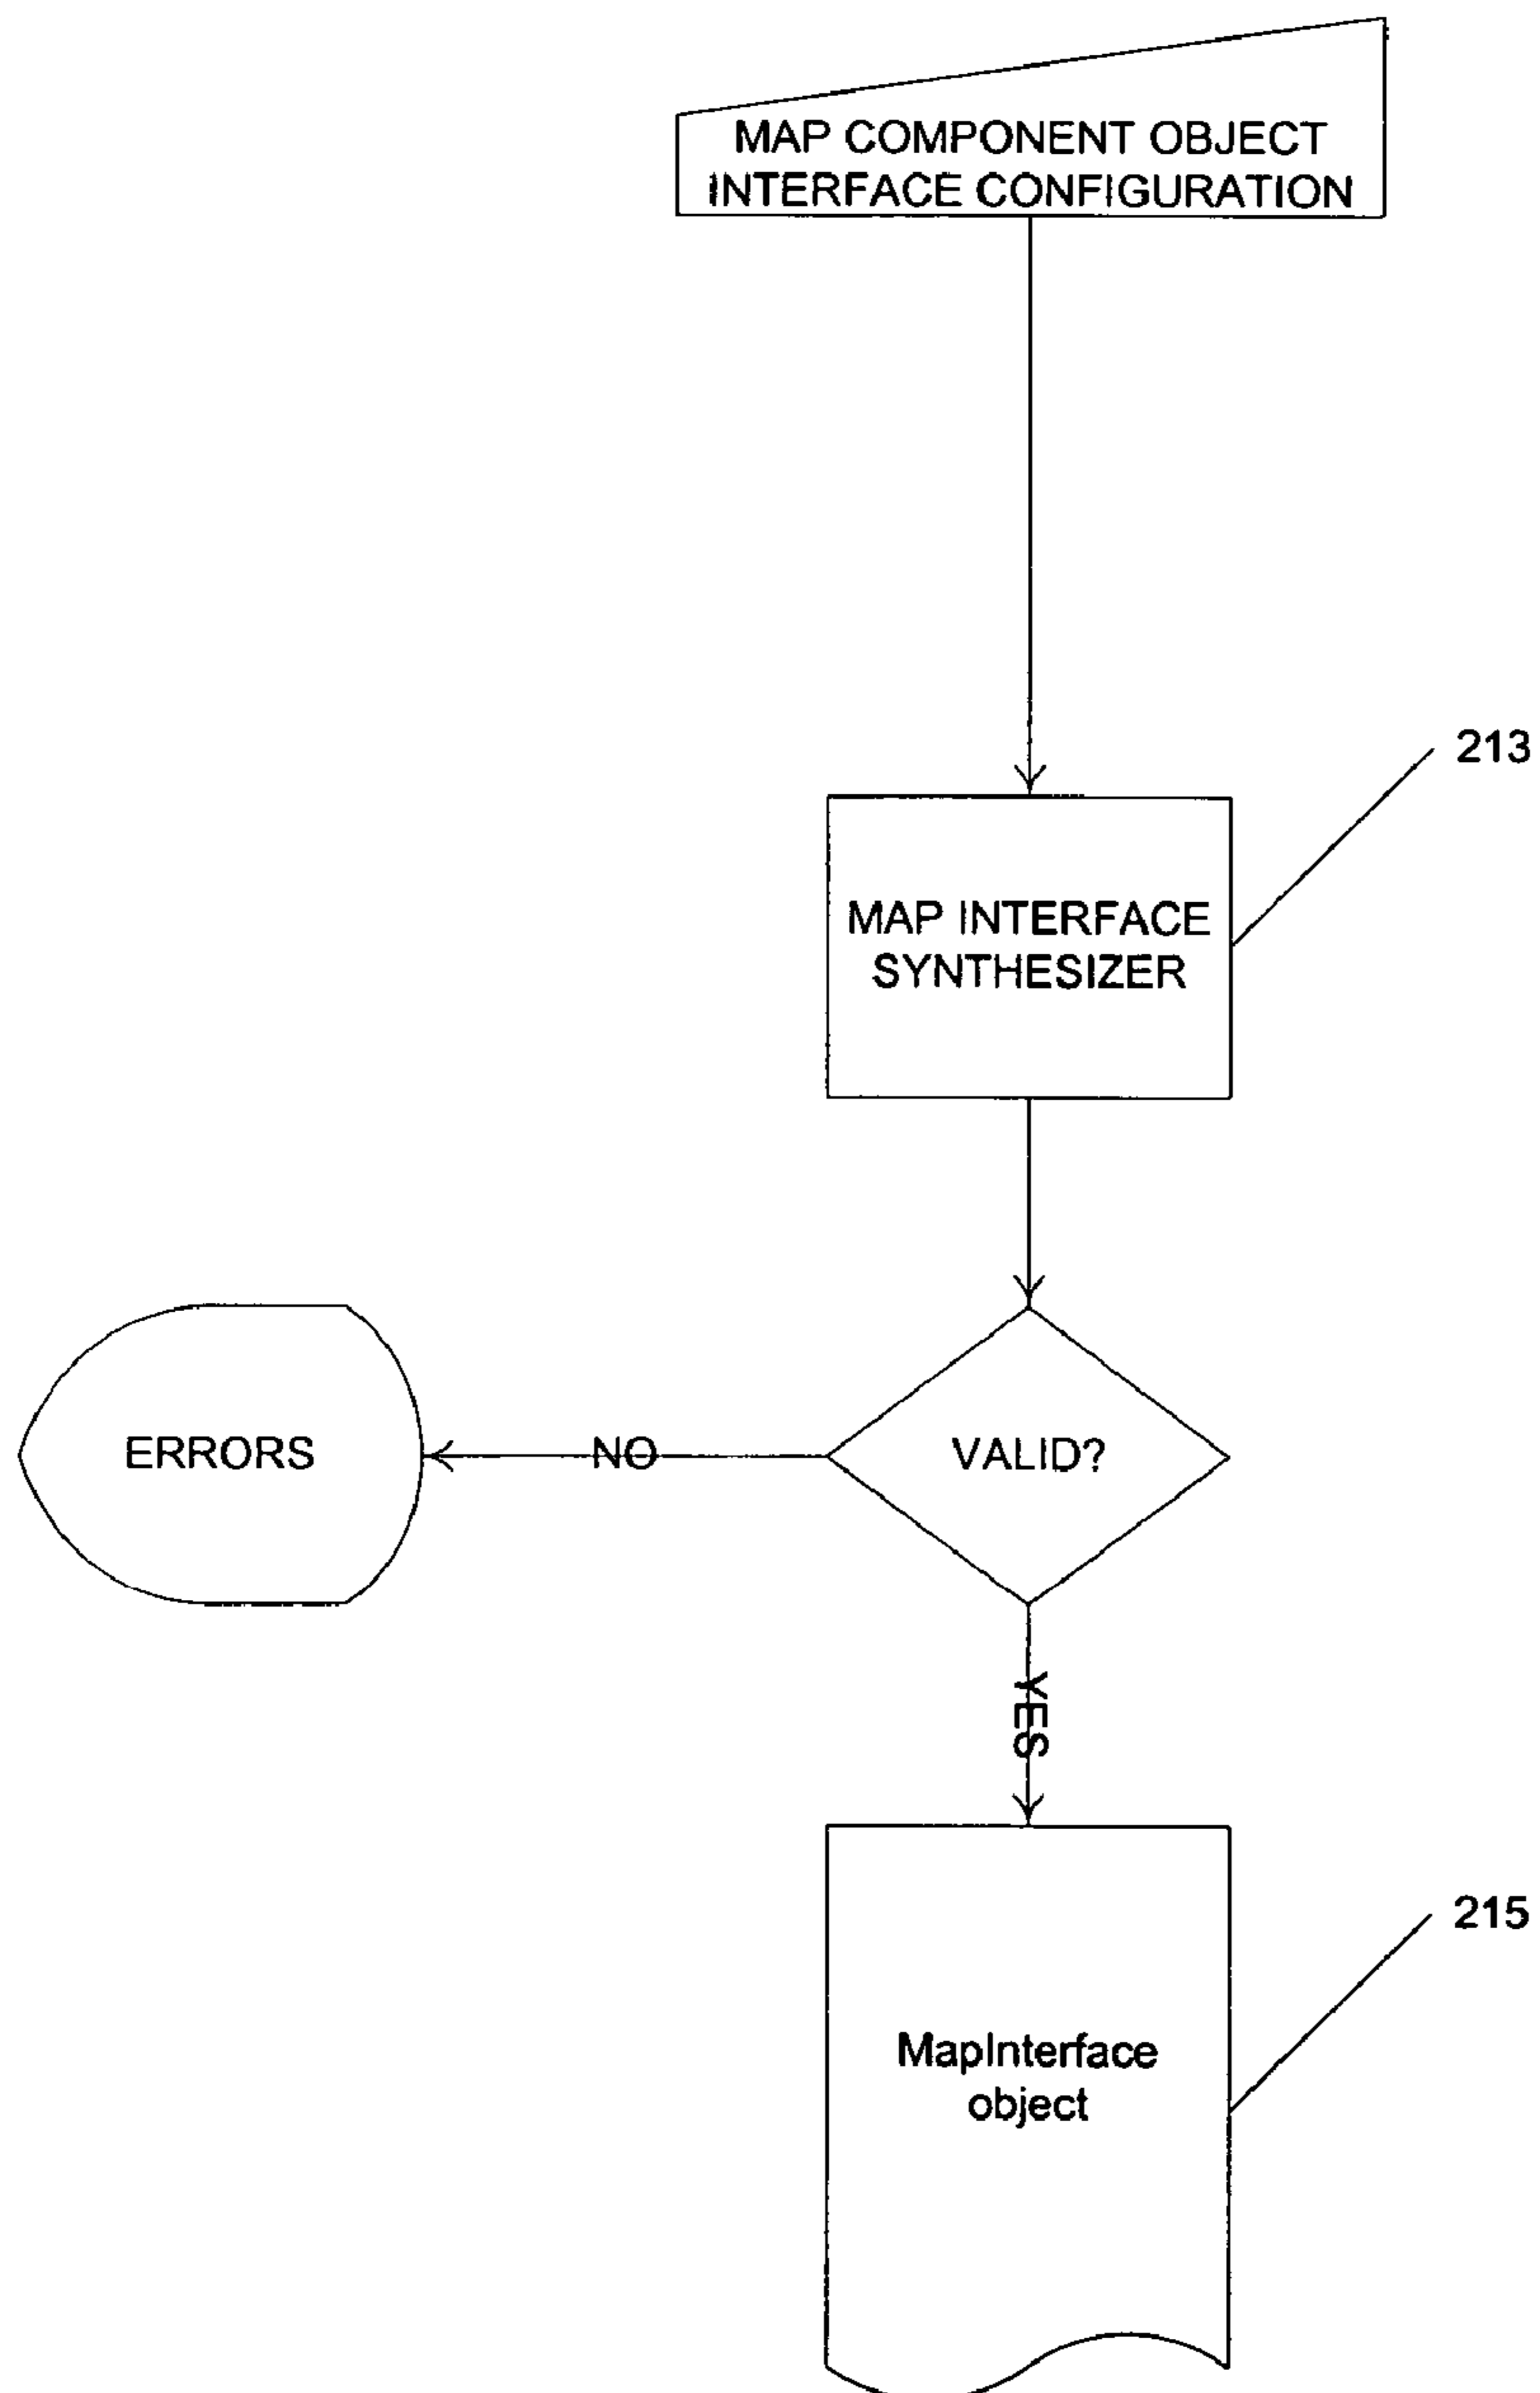 MAP COMPONENT OBJECT
INTERFACE CONFIGURATION
213
MAP INTERFACE
SYNTHESIZER
ERRORS
NO
VALID?
YES
215
MapInterface
object